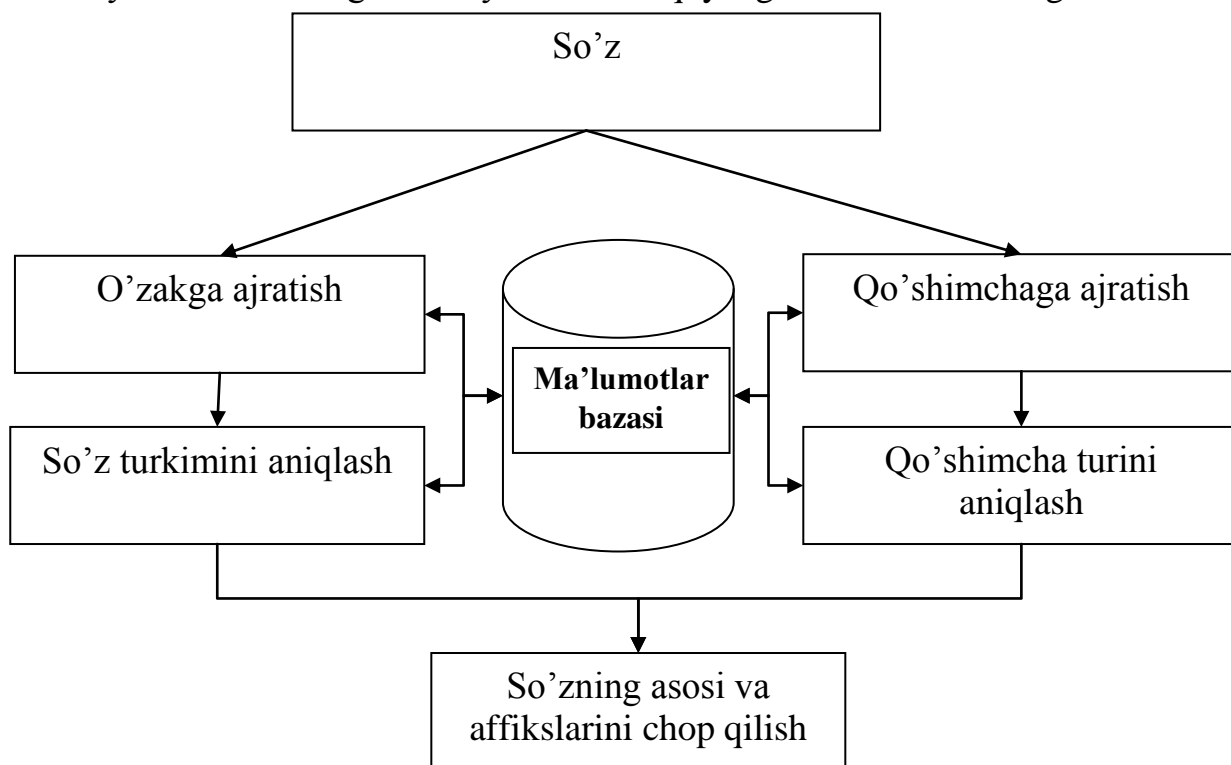 So’z
O’zakga ajratish
Qo’shimchaga ajratish
Ma’lumotlar
bazasi
So’z turkimini aniqlash
Qo’shimcha turini
aniqlash
So’zning asosi va
affikslarini chop qilish